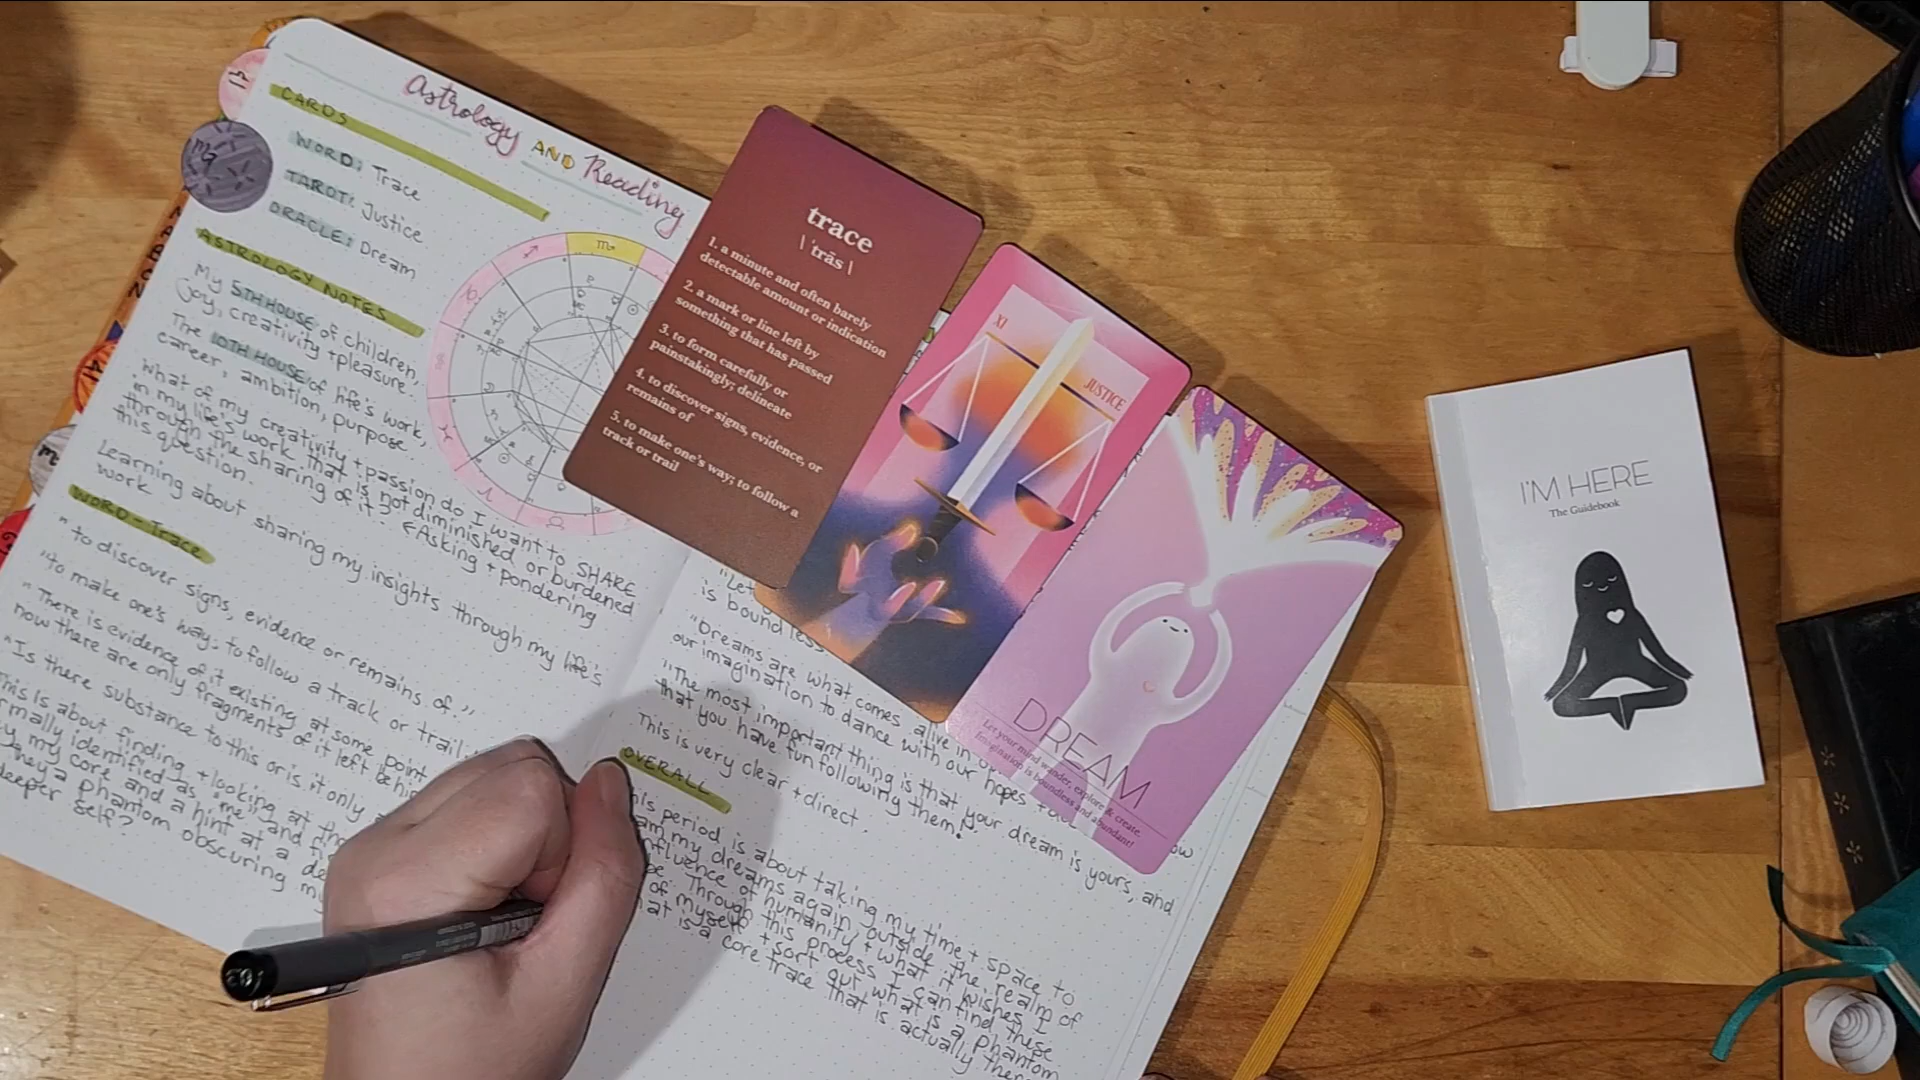 Astrology AND Reading
CARDS
WORD: Trace
TAROT: Justice
ORACLE: Dream
ASTROLOGY NOTES
My 5TH HOUSE of children,
joy, creativity + pleasure.
The 10TH HOUSE of life's work,
career, ambition, purpose.
What of my creativity + passion do I want to SHARE
in my life's work that is not diminished or burdened
through the sharing of it. Asking + pondering
this question.
Learning about sharing my insights through my life's
work
WORD - Trace
"to discover signs, evidence or remains of."
"to make one's way; to follow a track or trail."
"There is evidence of it existing at some point
now there are only fragments of it left
"Is there substance to this or is it only
This is about finding + looking at
identified as "me" and
my core and a hint at a
they a phantom obscuring my
deeper self?
trace
\ ˈtrās \
1. a minute and often barely
detectable amount or indication
2. a mark or line left by
something that has passed
3. to form carefully or
painstakingly; delineate
4. to discover signs, evidence, or
remains of
5. to make one's way; to follow a
track or trail
XI
JUSTICE
DREAM
Let your mind wander, explore & create.
Imagination is boundless and abundant!
"Let
is boundless
"Dreams are what comes alive in
our imagination to dance with our hopes
"The most important thing is that your dream is yours, and
that you have fun following them!"
This is very clear + direct.
OVERALL
This period is about taking my time + space to
my dreams again outside the realm of
influence of humanity + what it wishes I
be. Through this process I can find these
of myself + sort out what is a phantom
what is a core trace that is actually
I'M HERE
The Guidebook
MG
05